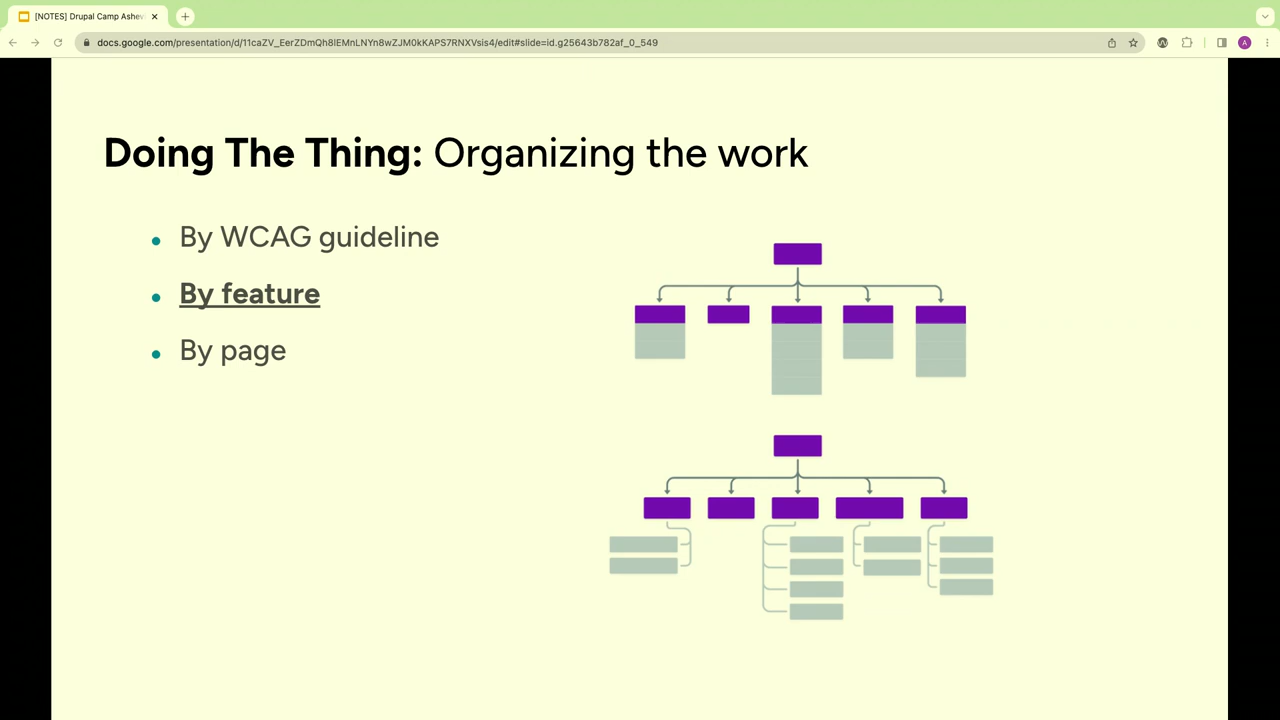 [NOTES] Drupal Camp Ashev
docs.google.com/presentation/d/11caZV_EerZDmQh8lEMnLNYn8wZJM0kKAPS7RNXVsis4/edit#slide=id.g25643b782af_0_549
A
Doing The Thing: Organizing the work
By WCAG guideline
By feature
By page